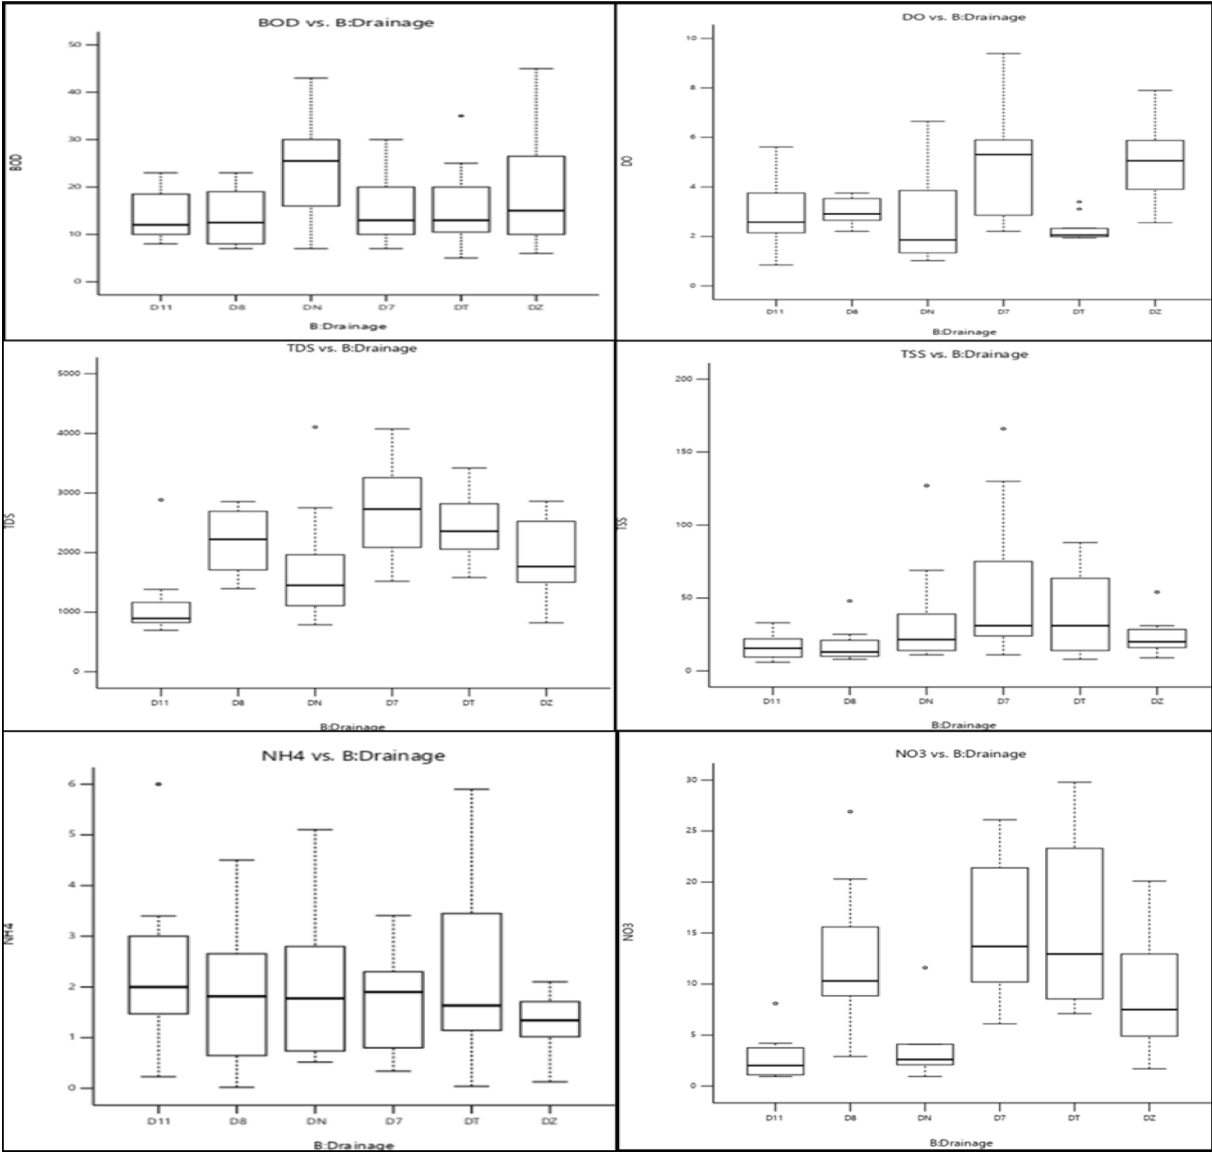 BOD vs. B:Drainage
50
40
30
20
10
0
BOD
D11 D8 DN D7 DT DZ
B:Drainage
DO vs. B:Drainage
10
8
6
4
2
0
DO
D11 D8 DN D7 DT DZ
B:Drainage
TDS vs. B:Drainage
5000
4000
3000
2000
1000
0
TDS
D11 D8 DN D7 DT DZ
B:Drainage
TSS vs. B:Drainage
200
150
100
50
0
TSS
D11 D8 DN D7 DT DZ
B:Drainage
NH4 vs. B:Drainage
6
5
4
3
2
1
0
NH4
D11 D8 DN D7 DT DZ
B:Drainage
NO3 vs. B:Drainage
30
25
20
15
10
5
0
NO3
D11 D8 DN D7 DT DZ
B:Drainage